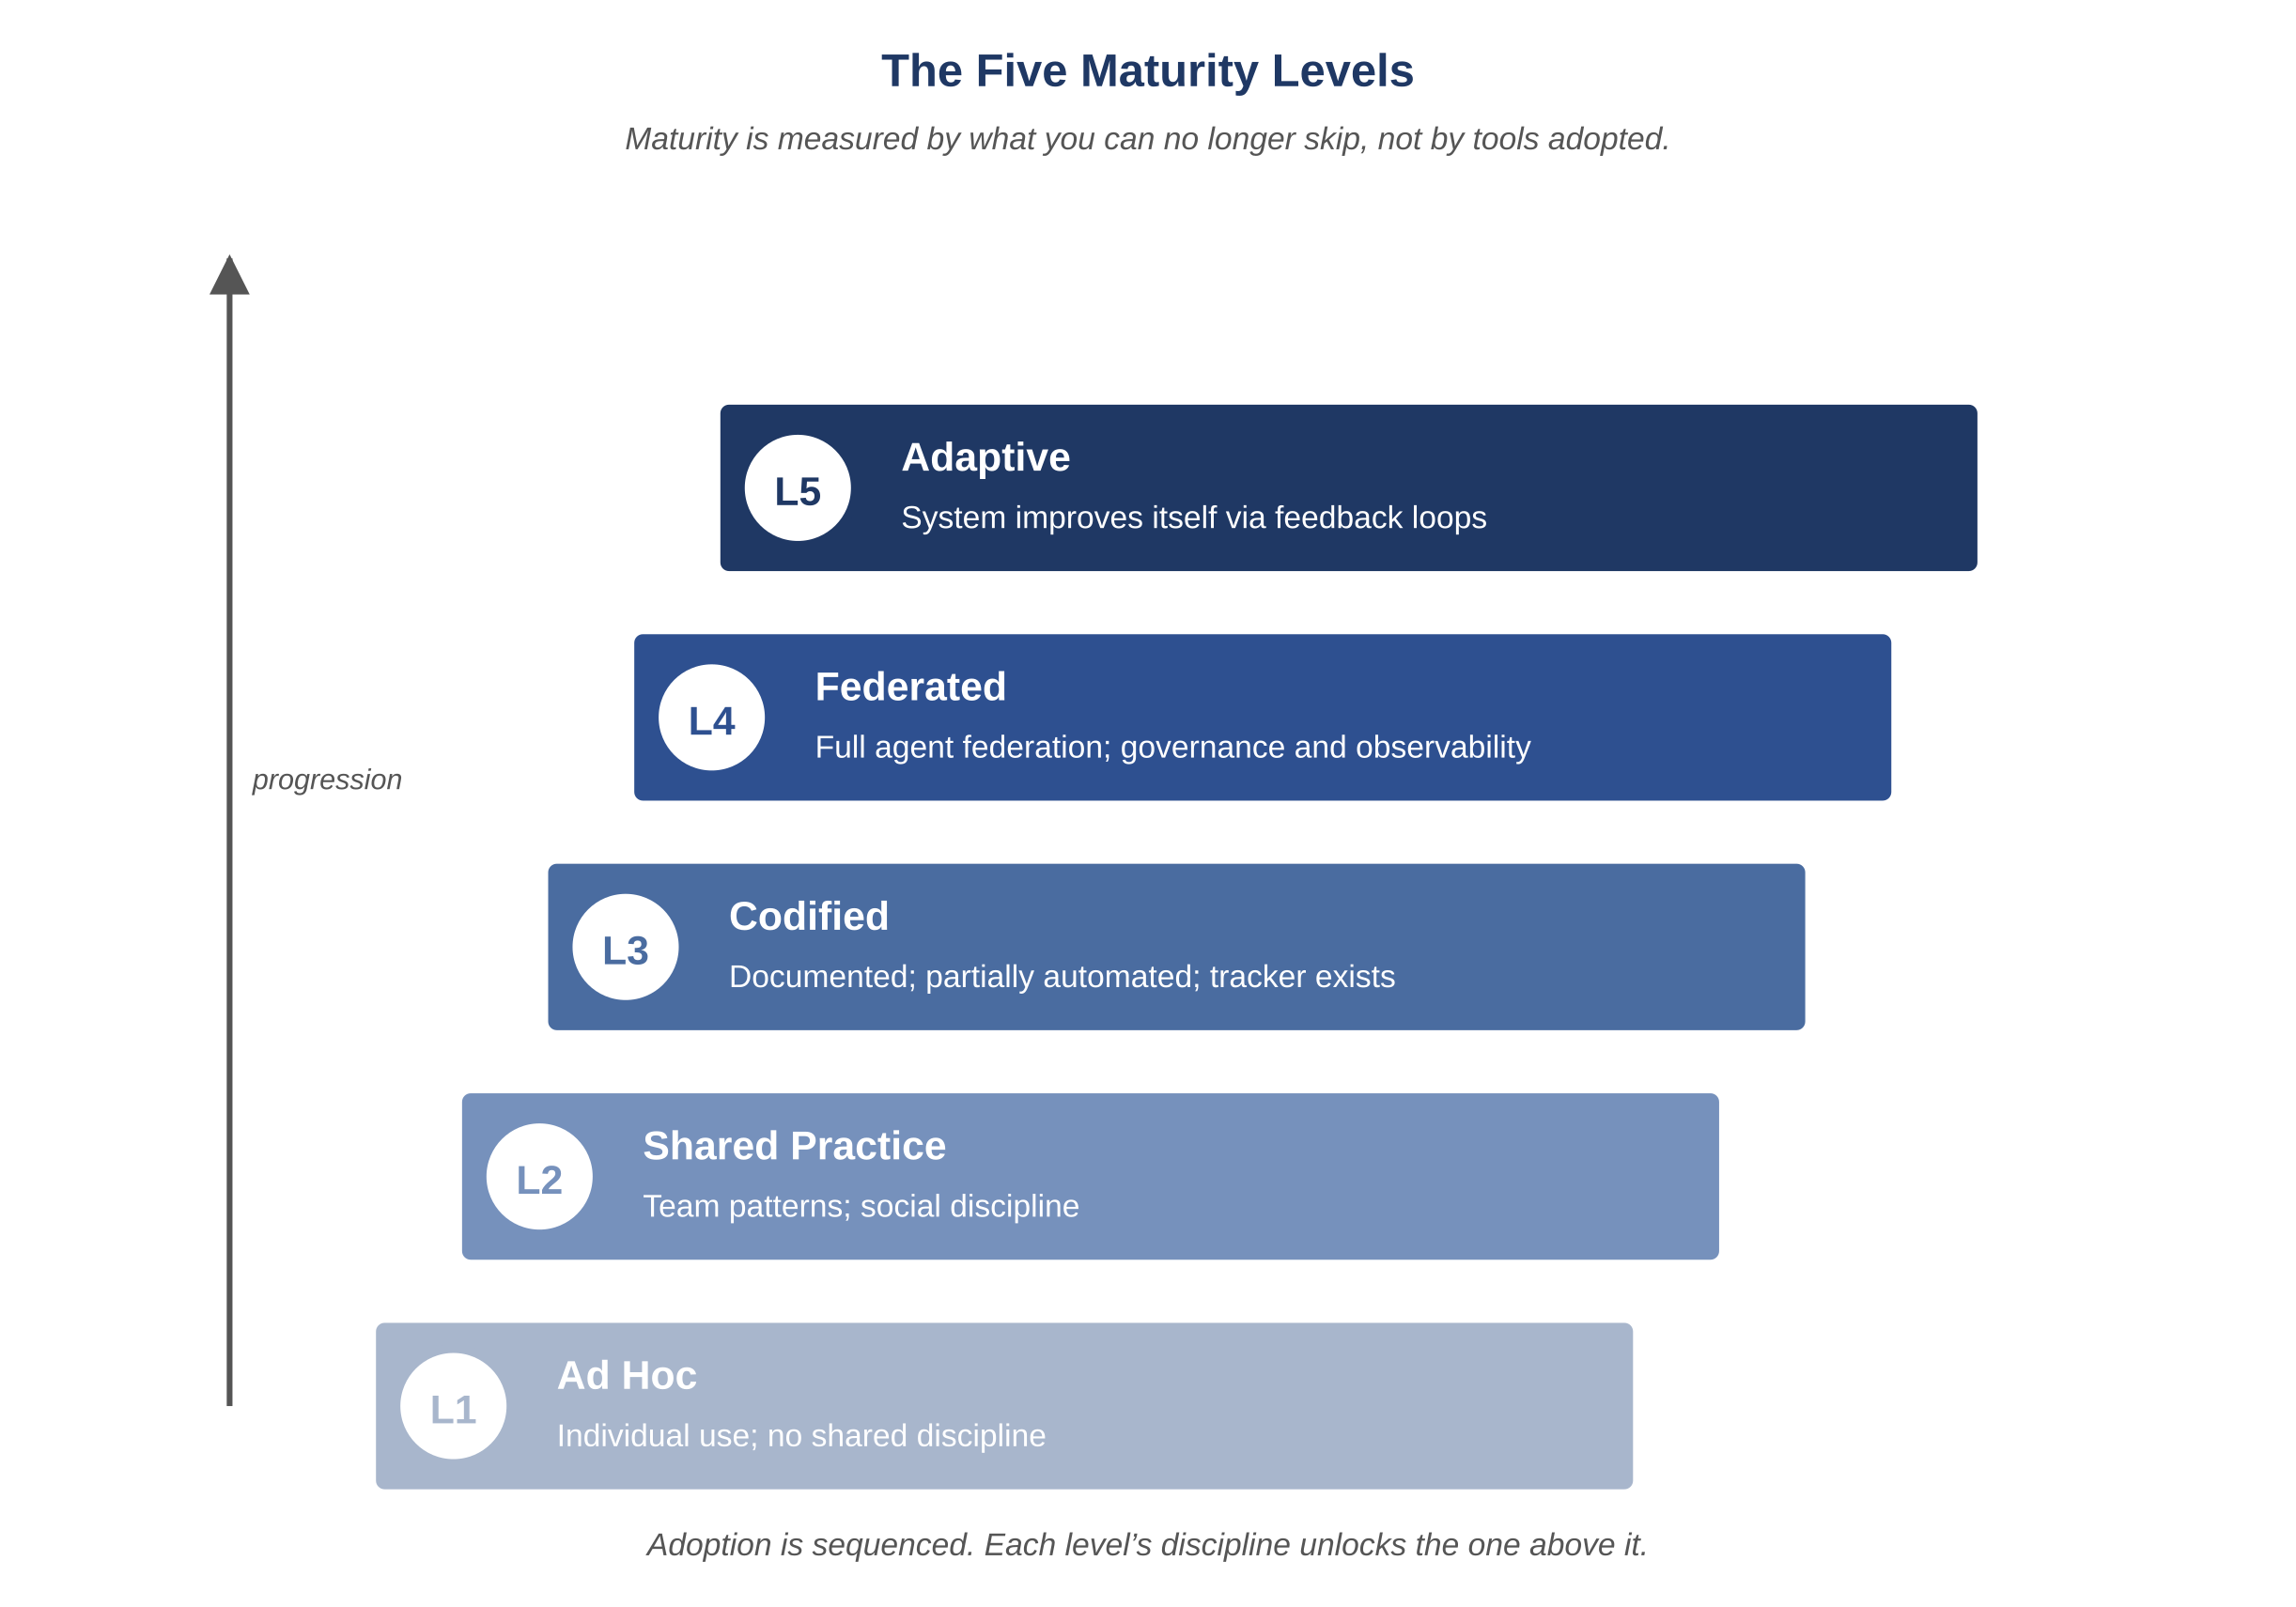 The Five Maturity Levels
Maturity is measured by what you can no longer skip, not by tools adopted.
L5
Adaptive
System improves itself via feedback loops
L4
Federated
Full agent federation; governance and observability
progression
L3
Codified
Documented; partially automated; tracker exists
L2
Shared Practice
Team patterns; social discipline
L1
Ad Hoc
Individual use; no shared discipline
Adoption is sequenced. Each level’s discipline unlocks the one above it.